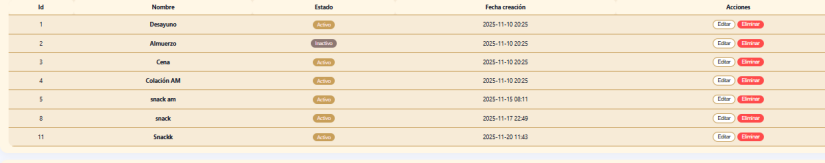 Id Nombre Estado Fecha creación Acciones
1 Desayuno Activo 2025-11-10 20:25 Editar Eliminar
2 Almuerzo Inactivo 2025-11-10 20:25 Editar Eliminar
3 Cena Activo 2025-11-10 20:25 Editar Eliminar
4 Colación AM Activo 2025-11-10 20:25 Editar Eliminar
5 snack am Activo 2025-11-15 08:11 Editar Eliminar
8 snack Activo 2025-11-17 22:49 Editar Eliminar
11 Snackk Activo 2025-11-20 11:43 Editar Eliminar